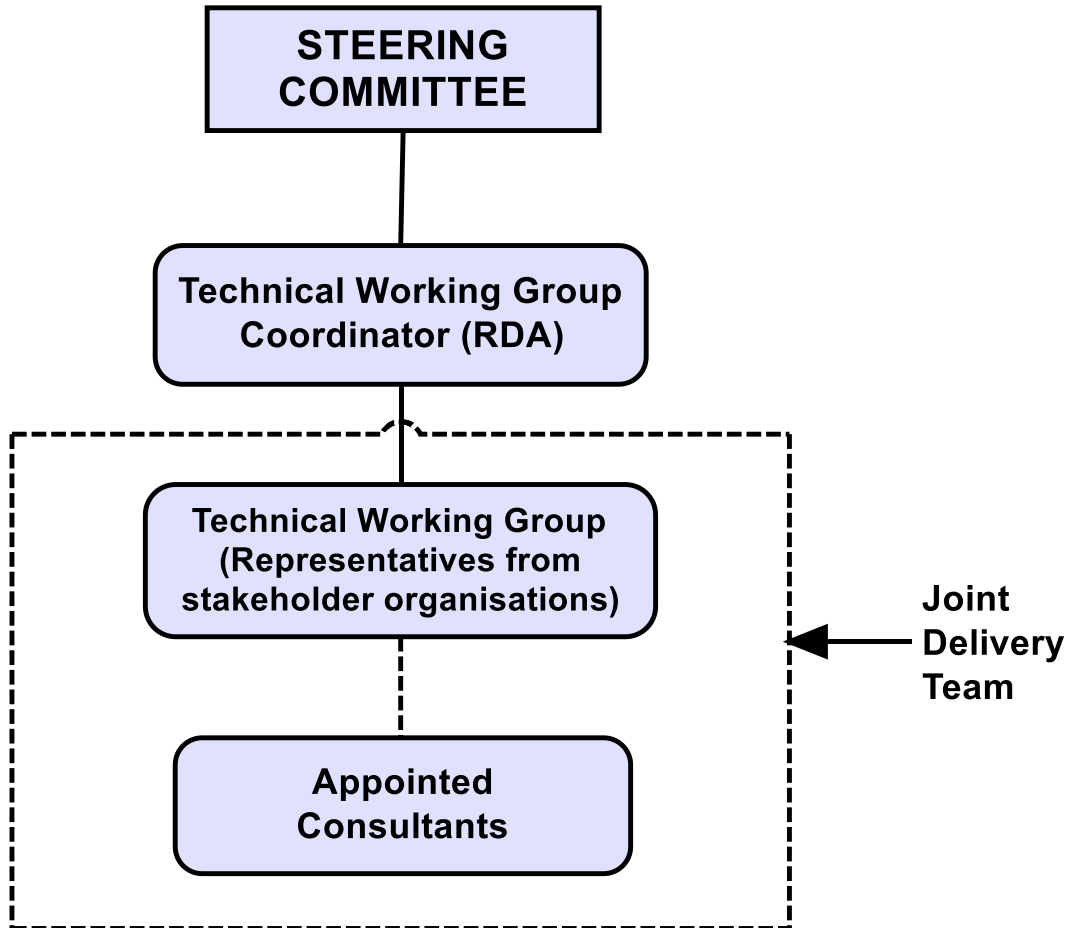 STEERING
COMMITTEE
Technical Working Group
Coordinator (RDA)
Technical Working Group
(Representatives from
stakeholder organisations)
Joint
Delivery
Team
Appointed
Consultants